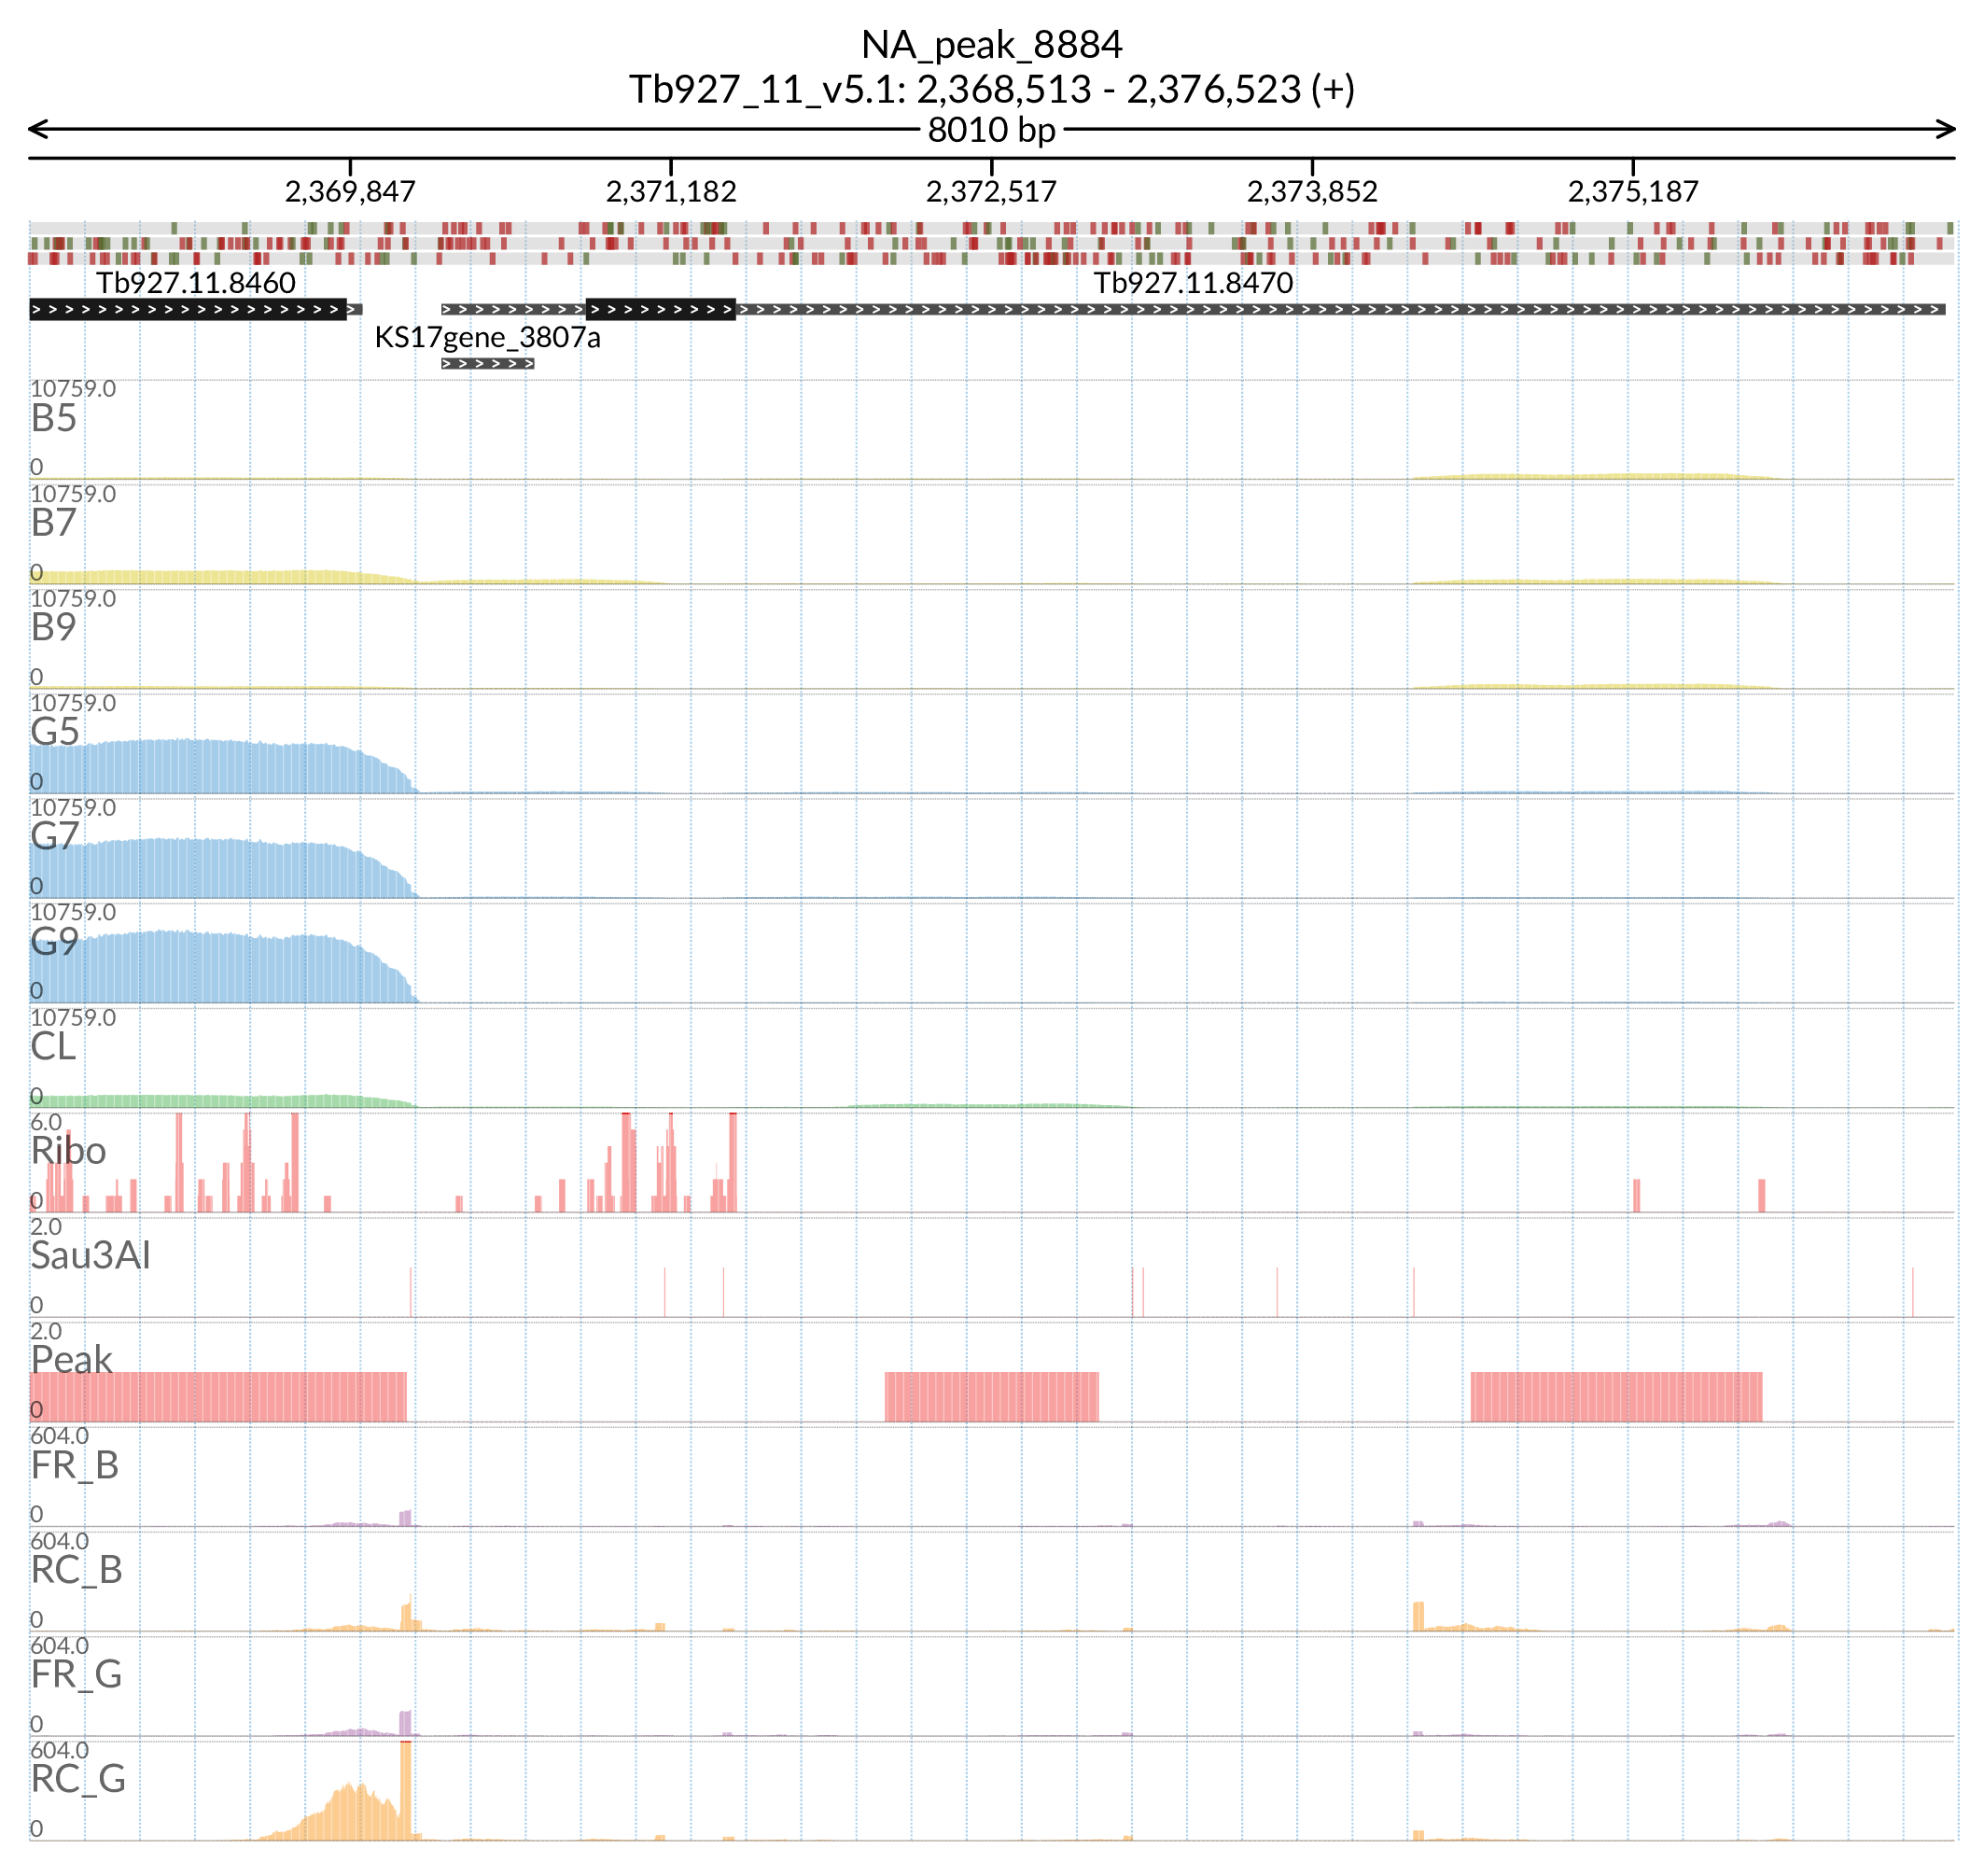 NA_peak_8884
Tb927_11_v5.1: 2,368,513 - 2,376,523 (+)
8010 bp
2,369,847 2,371,182 2,372,517 2,373,852 2,375,187
Tb927.11.8460 Tb927.11.8470
KS17gene_3807a
10759.0
B5
0
10759.0
B7
0
10759.0
B9
0
10759.0
G5
0
10759.0
G7
0
10759.0
G9
0
10759.0
CL
0
6.0
Ribo
0
2.0
Sau3AI
0
2.0
Peak
0
604.0
FR_B
0
604.0
RC_B
0
604.0
FR_G
0
604.0
RC_G
0